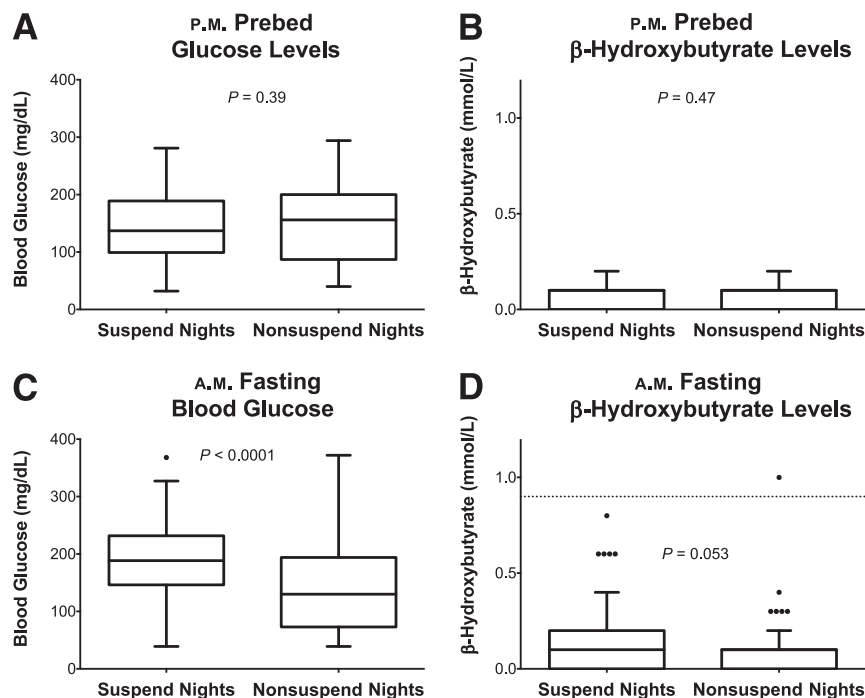 A
P.M. Prebed
Glucose Levels
Blood Glucose (mg/dL)
400
300
200
100
0
P = 0.39
Suspend Nights Nonsuspend Nights
B
P.M. Prebed
β-Hydroxybutyrate Levels
β-Hydroxybutyrate (mmol/L)
1.0
0.5
0.0
P = 0.47
Suspend Nights Nonsuspend Nights
C
A.M. Fasting
Blood Glucose
Blood Glucose (mg/dL)
400
300
200
100
0
P < 0.0001
Suspend Nights Nonsuspend Nights
D
A.M. Fasting
β-Hydroxybutyrate Levels
β-Hydroxybutyrate (mmol/L)
1.0
0.5
0.0
P = 0.053
Suspend Nights Nonsuspend Nights